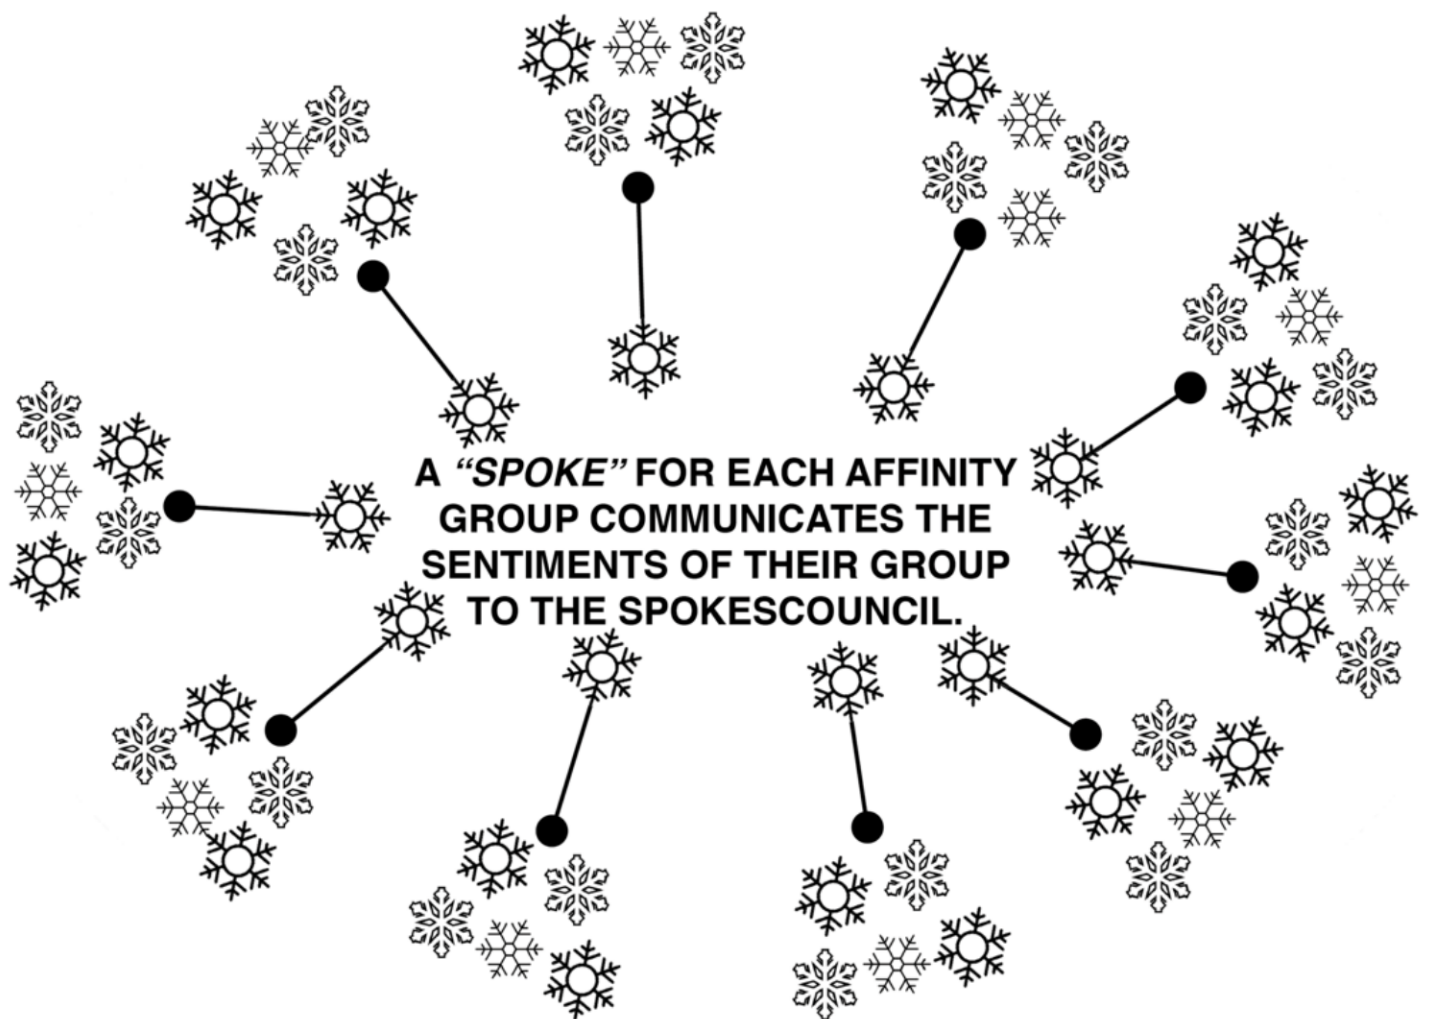 A “SPOKE” FOR EACH AFFINITY
GROUP COMMUNICATES THE
SENTIMENTS OF THEIR GROUP
TO THE SPOKESCOUNCIL.